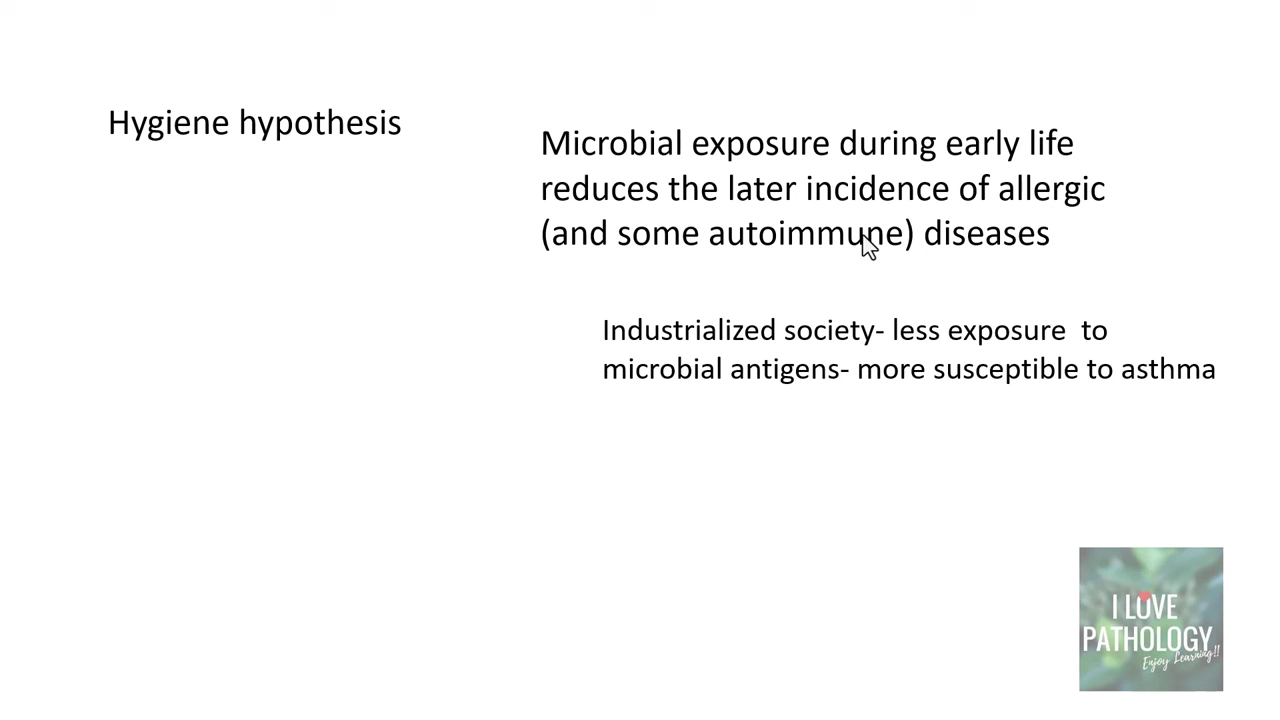 Hygiene hypothesis
Microbial exposure during early life
reduces the later incidence of allergic
(and some autoimmune) diseases
Industrialized society- less exposure  to
microbial antigens- more susceptible to asthma
I LOVE
PATHOLOGY
Enjoy Learning!!